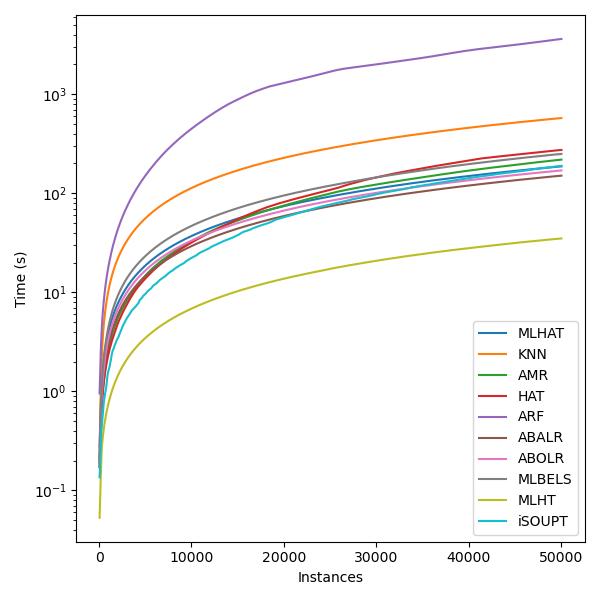 Time (s)
10³
10²
10¹
10⁰
10⁻¹
0 10000 20000 30000 40000 50000
Instances
MLHAT
KNN
AMR
HAT
ARF
ABALR
ABOLR
MLBELS
MLHT
iSOUPT